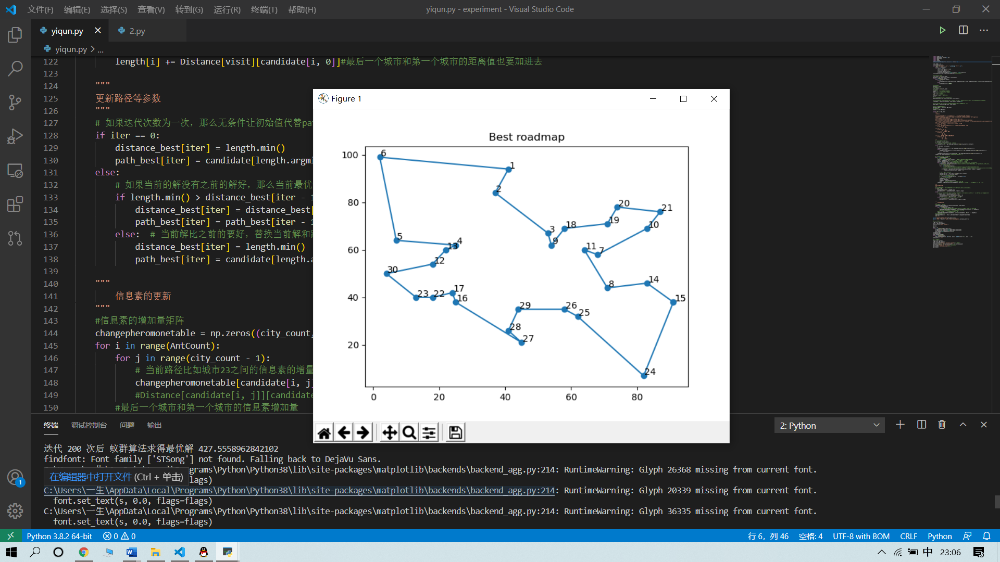 文件(F) 编辑(E) 选择(S) 查看(V) 转到(G) 运行(R) 终端(T) 帮助(H) yiqun.py - experiment - Visual Studio Code
yiqun.py 2.py
yiqun.py > ...
122 length[i] += Distance[visit][candidate[i, 0]]#最后一个城市和第一个城市的距离值也要加进去
123
124 """
125 更新路径等参数
126 """
127 # 如果迭代次数为一次，那么无条件让初始值代替pa
128 if iter == 0:
129 distance_best[iter] = length.min()
130 path_best[iter] = candidate[length.argmi
131 else:
132 # 如果当前的解没有之前的解好，那么当前最优
133 if length.min() > distance_best[iter - 1
134 distance_best[iter] = distance_best[
135 path_best[iter] = path_best[iter - 1
136 else: # 当前解比之前的要好，替换当前解和路
137 distance_best[iter] = length.min()
138 path_best[iter] = candidate[length.a
139
140 """
141 信息素的更新
142 """
143 #信息素的增加量矩阵
144 changepheromonetable = np.zeros((city_count,
145 for i in range(AntCount):
146 for j in range(city_count - 1):
147 # 当前路径比如城市23之间的信息素的增量
148 changepheromonetable[candidate[i, j]
149 #Distance[candidate[i, j]][candidate
150 #最后一个城市和第一个城市的信息素增加量
Figure 1
Best roadmap
100
80
60
40
20
0 20 40 60 80
6
1
2
20
21
3
18
19
10
9
5
4
13
11
7
12
30
8
14
17
23
22
16
15
29
26
25
28
27
24
终端 调试控制台 问题 输出 2: Python
迭代 200 次后 蚁群算法求得最优解 427.5558962842102
findfont: Font family ['STSong'] not found. Falling back to DejaVu Sans.
\Programs\Python\Python38\lib\site-packages\matplotlib\backends\backend_agg.py:214: RuntimeWarning: Glyph 26368 missing from current font.
在编辑器中打开文件 (Ctrl + 单击) lags)
C:\Users\一生\AppData\Local\Programs\Python\Python38\lib\site-packages\matplotlib\backends\backend_agg.py:214: RuntimeWarning: Glyph 20339 missing from current font.
font.set_text(s, 0.0, flags=flags)
C:\Users\一生\AppData\Local\Programs\Python\Python38\lib\site-packages\matplotlib\backends\backend_agg.py:214: RuntimeWarning: Glyph 36335 missing from current font.
font.set_text(s, 0.0, flags=flags)
1
Python 3.8.2 64-bit 0 0 行 6，列 46 空格: 4 UTF-8 with BOM CRLF Python
中 23:06